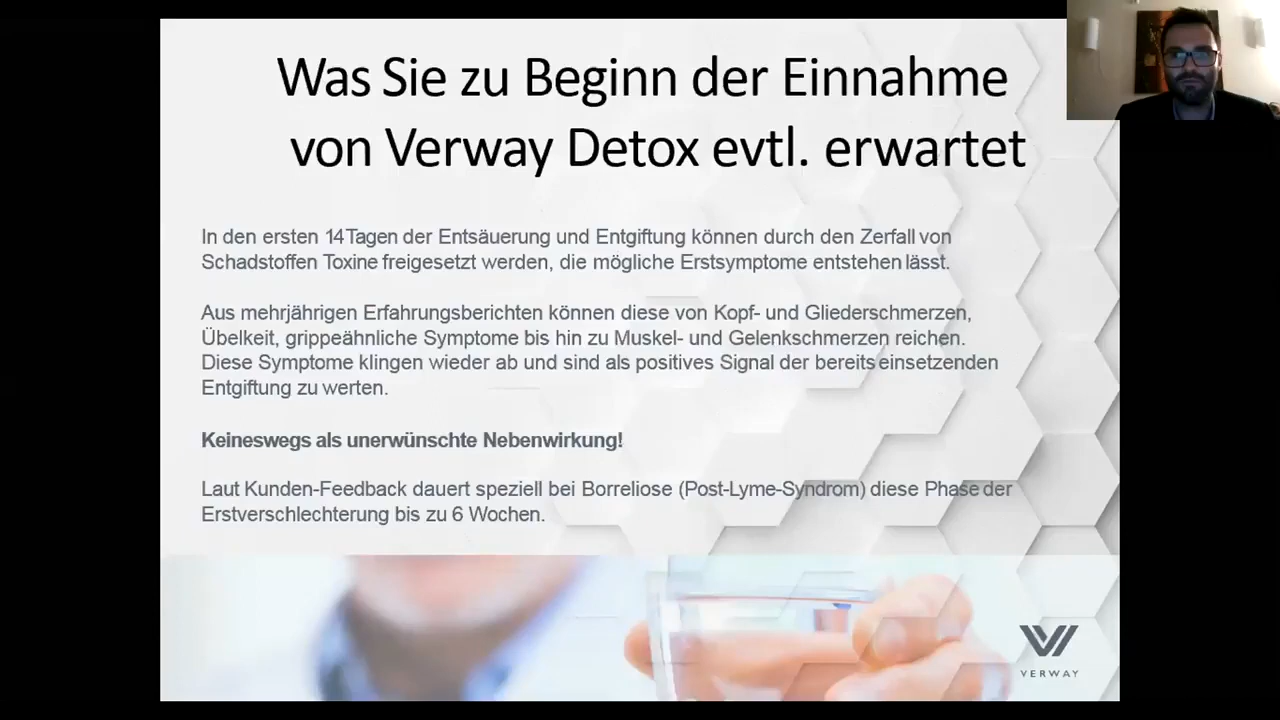 Was Sie zu Beginn der Einnahme
von Verway Detox evtl. erwartet
In den ersten 14Tagen der Entsäuerung und Entgiftung können durch den Zerfall von
Schadstoffen Toxine freigesetzt werden, die mögliche Erstsymptome entstehen lässt.
Aus mehrjährigen Erfahrungsberichten können diese von Kopf- und Gliederschmerzen,
Übelkeit, grippeähnliche Symptome bis hin zu Muskel- und Gelenkschmerzen reichen.
Diese Symptome klingen wieder ab und sind als positives Signal der bereits einsetzenden
Entgiftung zu werten.
Keineswegs als unerwünschte Nebenwirkung!
Laut Kunden-Feedback dauert speziell bei Borreliose (Post-Lyme-Syndrom) diese Phase der
Erstverschlechterung bis zu 6 Wochen.
VERWAY